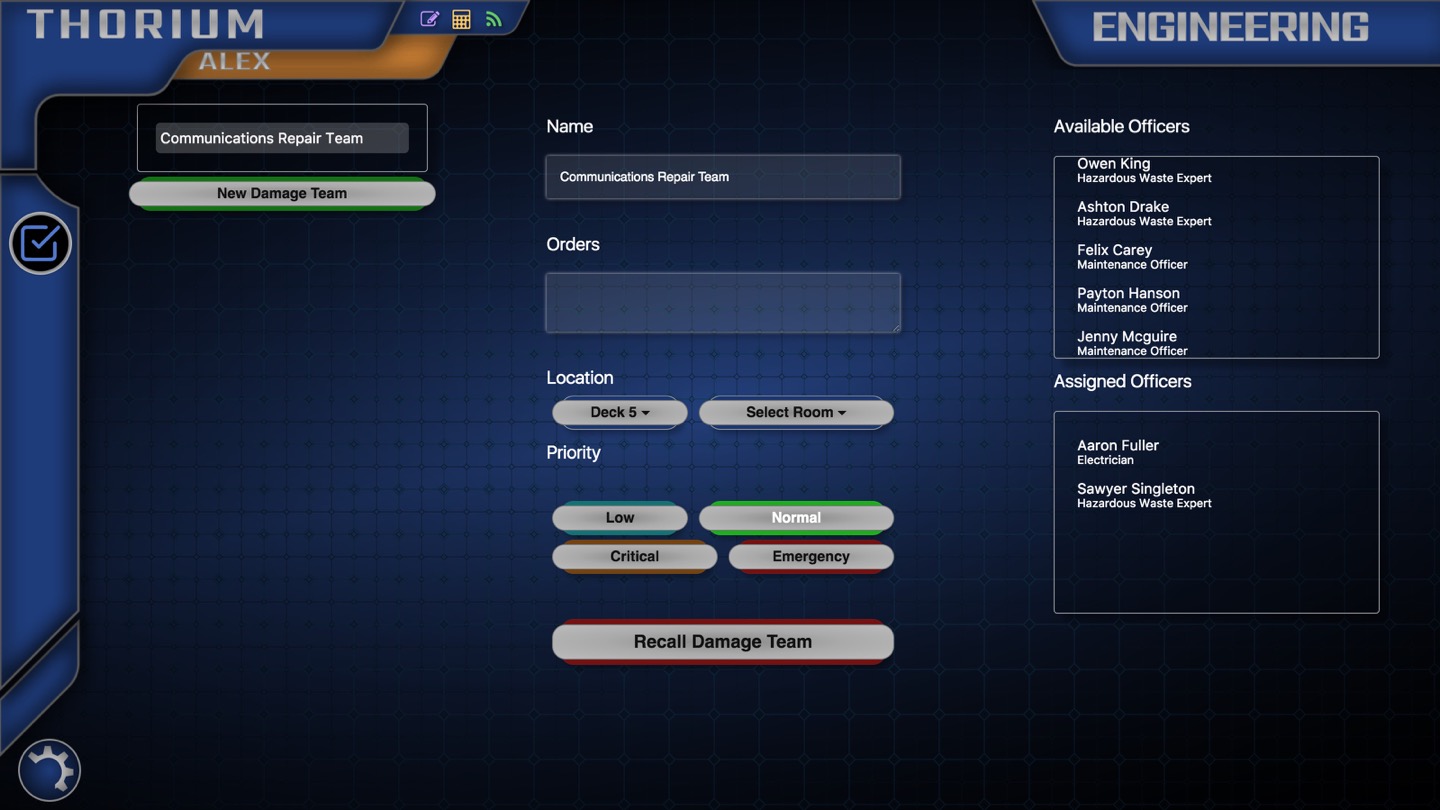 THORIUM
ALEX
ENGINEERING
Communications Repair Team
New Damage Team
Name
Communications Repair Team
Orders
Location
Deck 5
Select Room
Priority
Low
Normal
Critical
Emergency
Recall Damage Team
Available Officers
Owen King
Hazardous Waste Expert
Ashton Drake
Hazardous Waste Expert
Felix Carey
Maintenance Officer
Payton Hanson
Maintenance Officer
Jenny Mcguire
Maintenance Officer
Assigned Officers
Aaron Fuller
Electrician
Sawyer Singleton
Hazardous Waste Expert